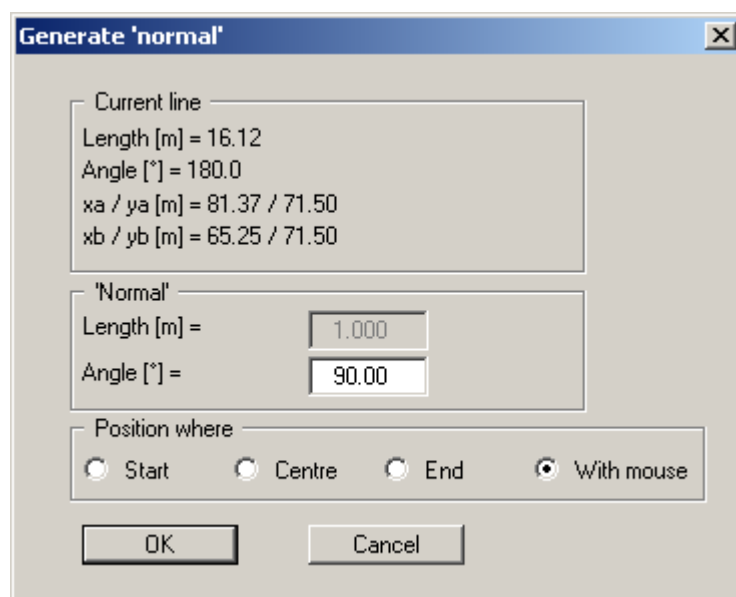 Generate 'normal'
Current line
Length [m] = 16.12
Angle [°] = 180.0
xa / ya [m] = 81.37 / 71.50
xb / yb [m] = 65.25 / 71.50
'Normal'
Length [m] = 1.000
Angle [°] = 90.00
Position where
Start Centre End With mouse
OK Cancel